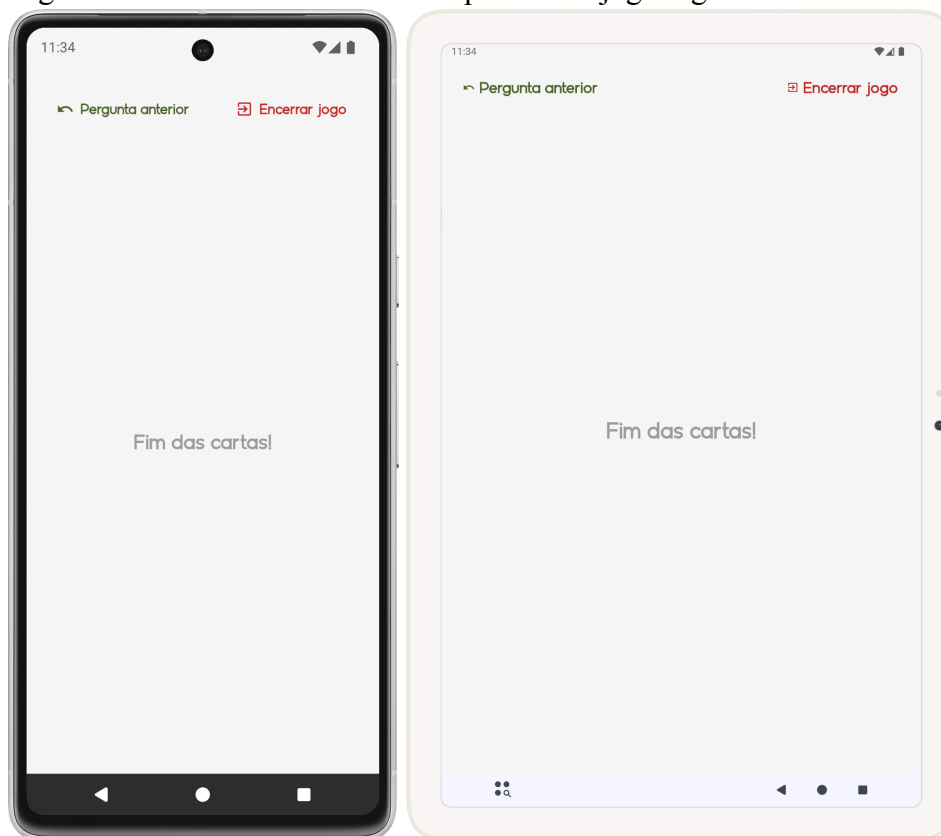 11:34
Pergunta anterior
Encerrar jogo
Fim das cartas!
11:34
Pergunta anterior
Encerrar jogo
Fim das cartas!